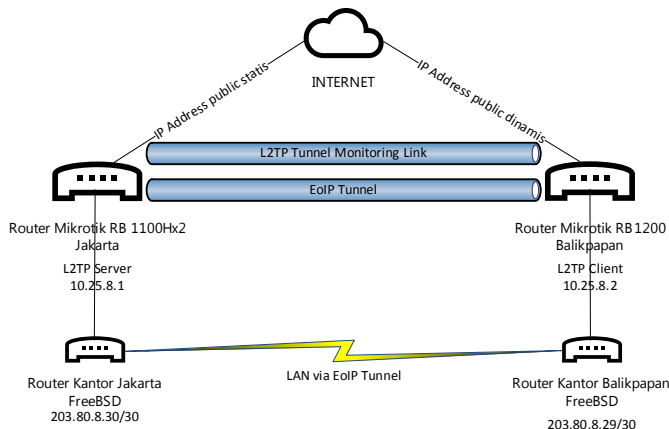 INTERNET
IP Address public statis
IP Address public dinamis
L2TP Tunnel Monitoring Link
EoIP Tunnel
Router Mikrotik RB 1100Hx2
Jakarta
Router Mikrotik RB1200
Balikpapan
L2TP Server
10.25.8.1
L2TP Client
10.25.8.2
LAN via EoIP Tunnel
Router Kantor Jakarta
FreeBSD
203.80.8.30/30
Router Kantor Balikpapan
FreeBSD
203.80.8.29/30